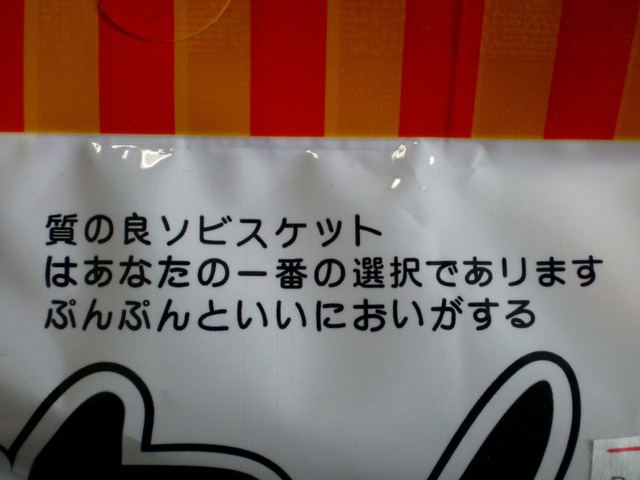 質の良ソビスケット
はあなたの一番の選択であリます
ぷんぷんといいにおいがする